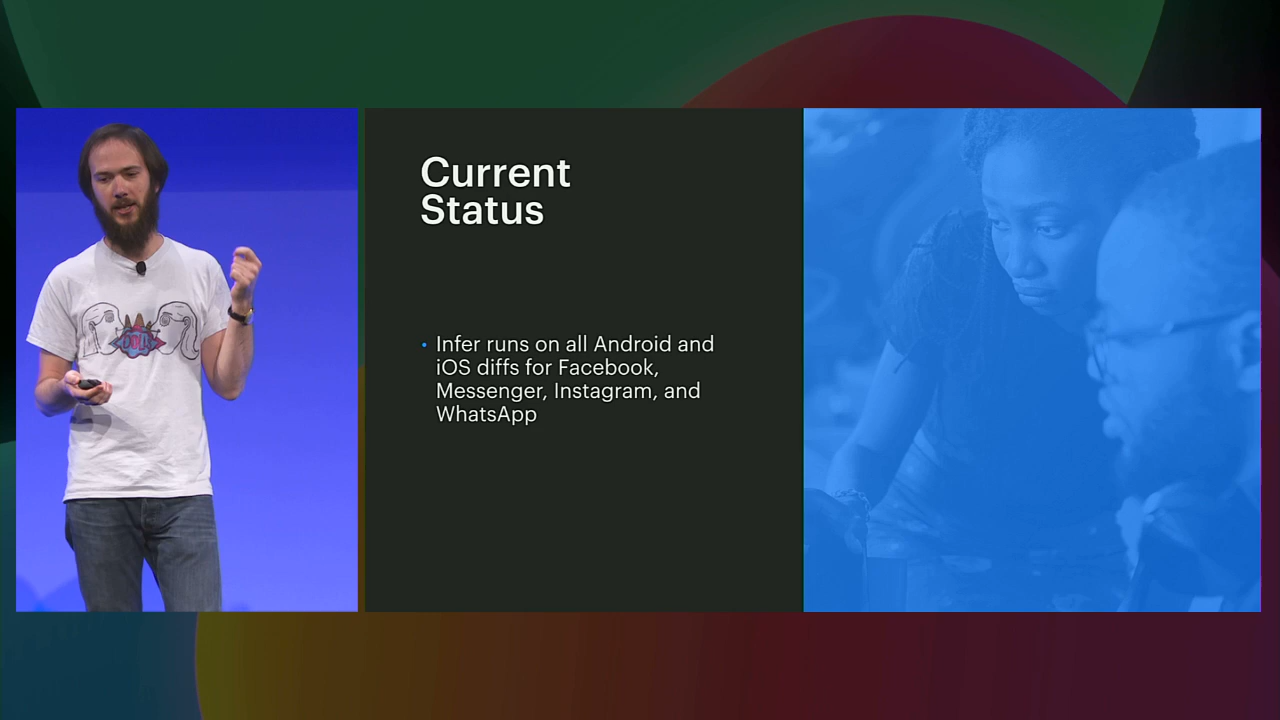 Current
Status
• Infer runs on all Android and
iOS diffs for Facebook,
Messenger, Instagram, and
WhatsApp